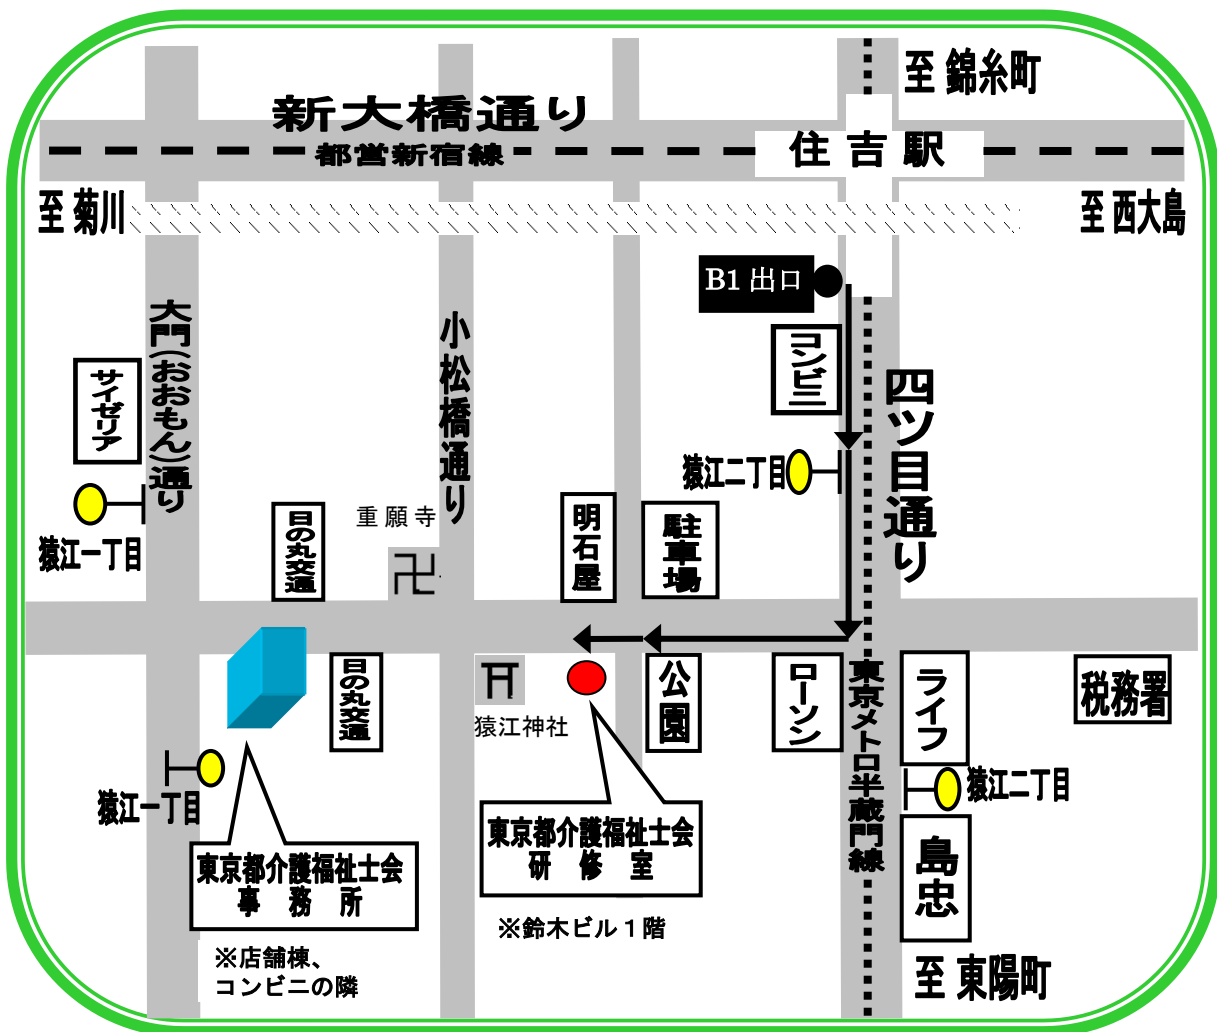 至 錦糸町
新大橋通り
都営新宿線
住吉駅
至 菊川
至 西大島
B1 出口
コンビニ
大門(おおもん)通り
小松橋通り
四ツ目通り
サイゼリア
猿江二丁目
猿江一丁目
日の丸交通
重願寺
卍
明石屋
駐車場
日の丸交通
猿江神社
公園
ローソン
東京メトロ半蔵門線
ライフ
税務署
猿江一丁目
猿江二丁目
東京都介護福祉士会
研 修 室
東京都介護福祉士会
事 務 所
島忠
※鈴木ビル1階
※店舗棟、
コンビニの隣
至 東陽町